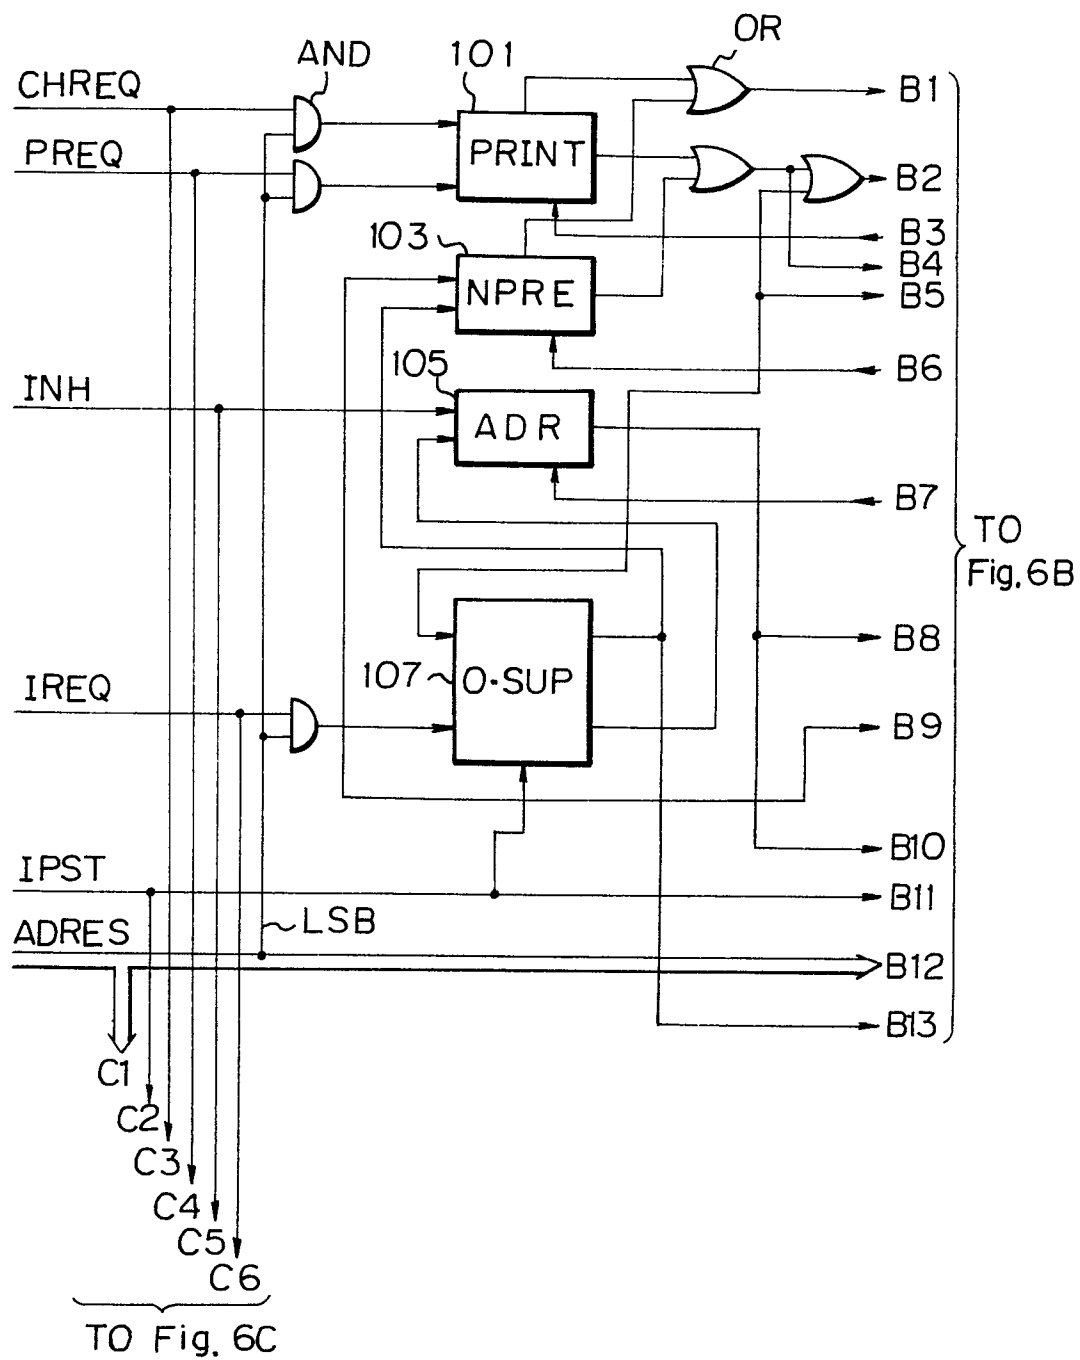 OR
AND
101
CHREQ
B1
PREQ
PRINT
B2
103
B3
B4
NPRE
B5
105
B6
INH
ADR
B7
TO
Fig. 6B
B8
107
O·SUP
IREQ
B9
B10
IPST
B11
LSB
ADRES
B12
B13
C1
C2
C3
C4
C5
C6
TO Fig. 6C